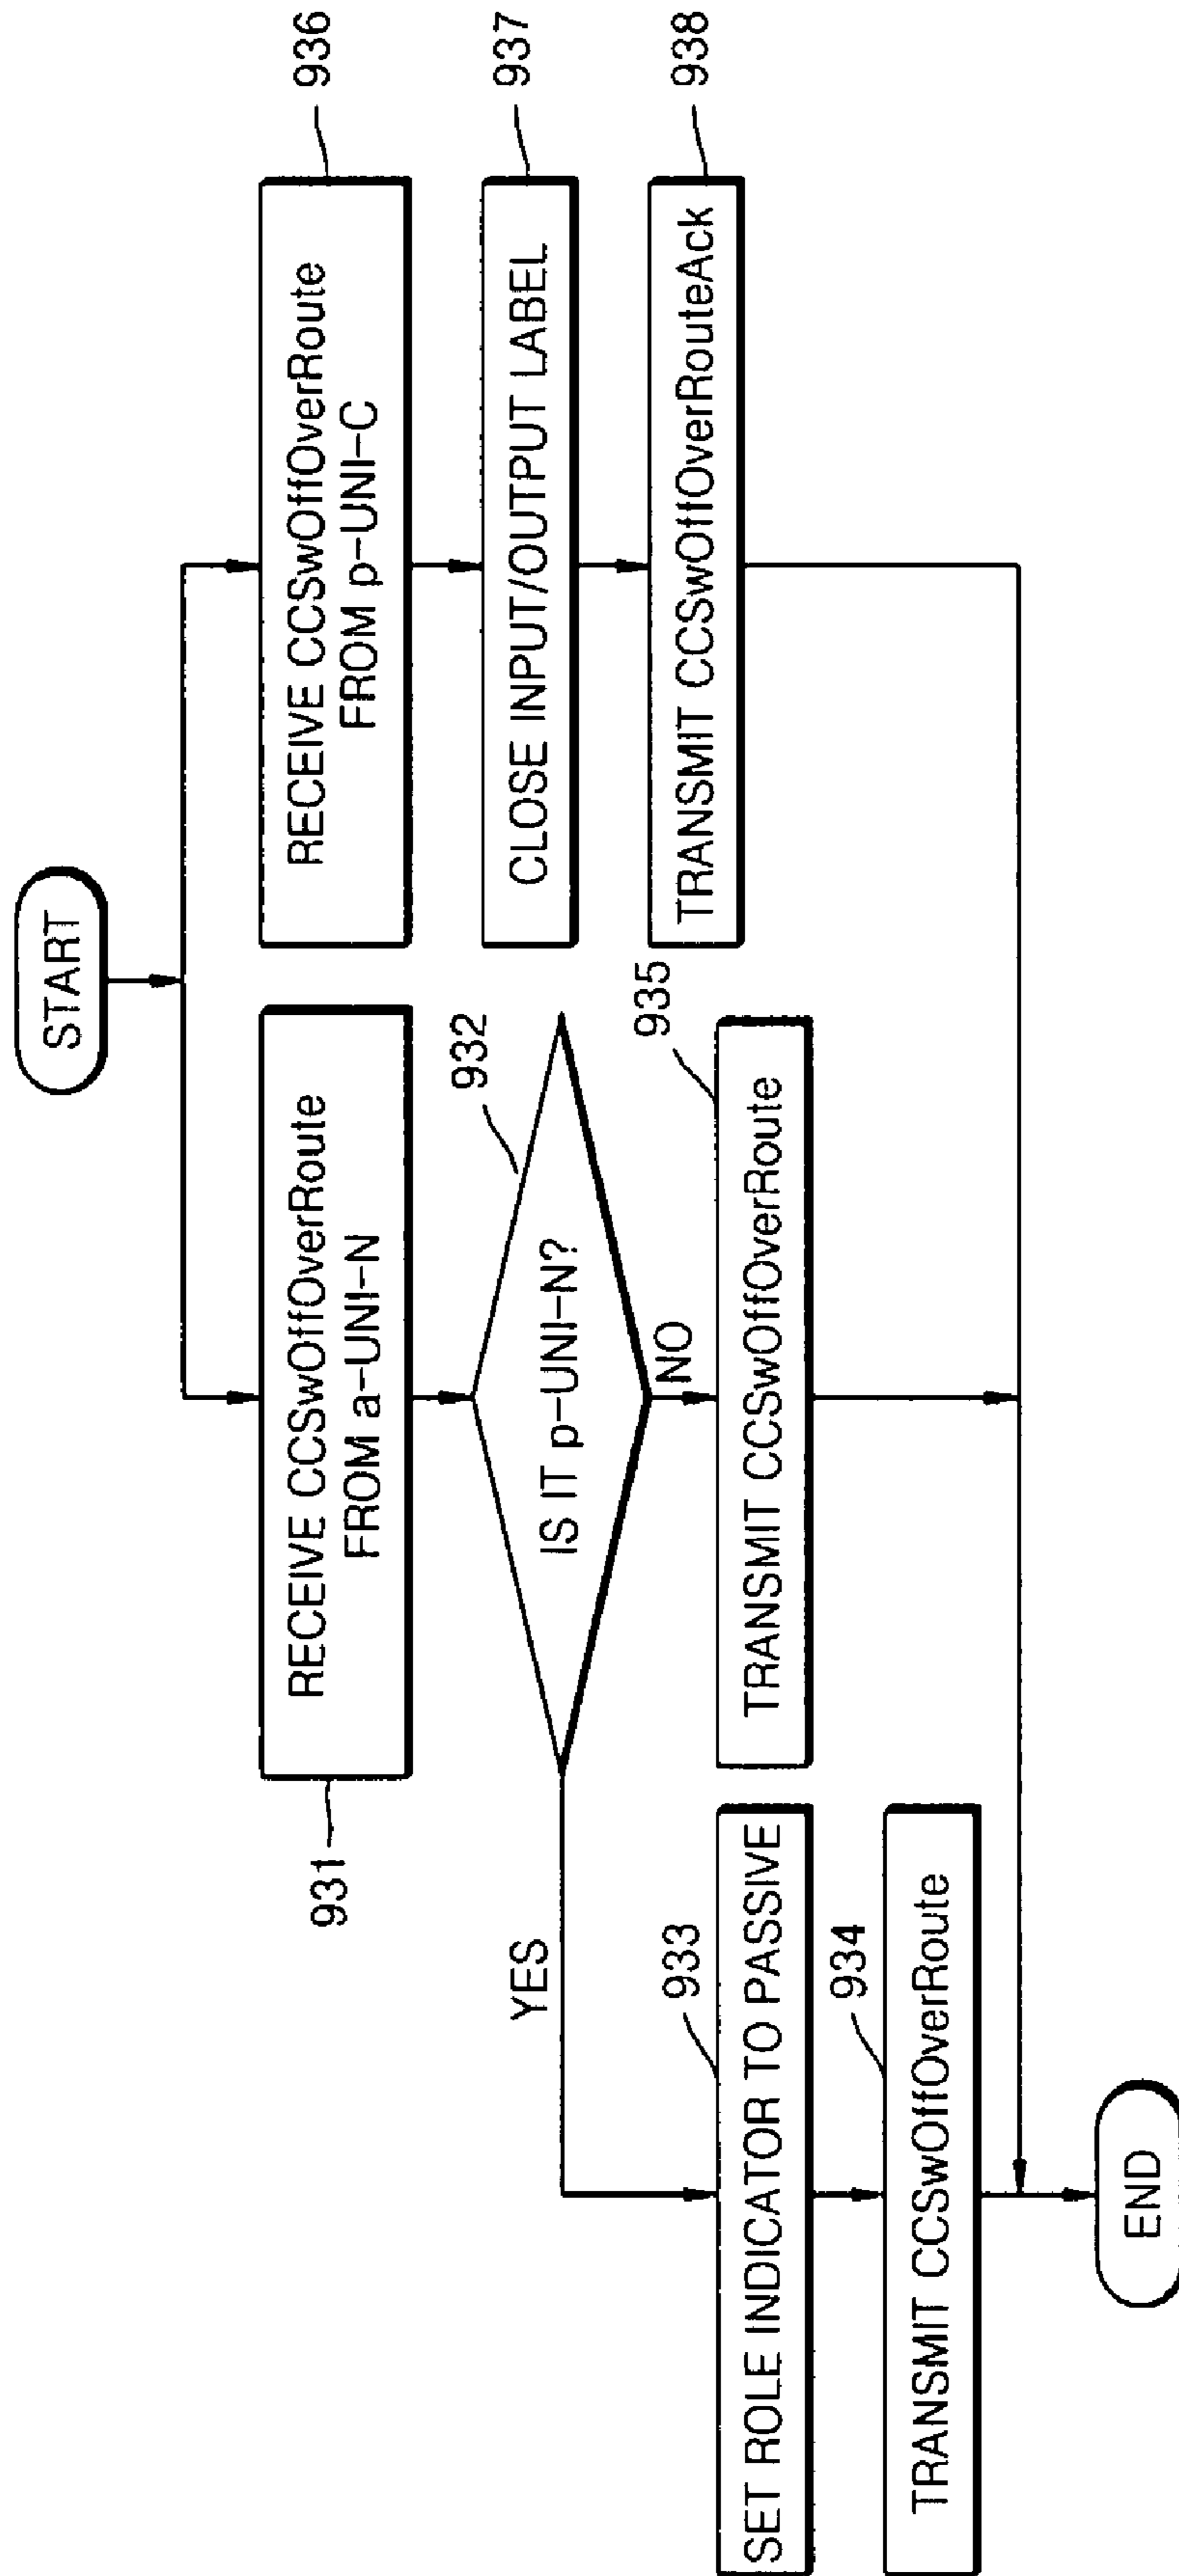 START
RECEIVE CCSwOffOverRoute
FROM a-UNI-N
931
RECEIVE CCSwOffOverRoute
FROM p-UNI-C
936
IS IT p-UNI-N?
932
YES
NO
CLOSE INPUT/OUTPUT LABEL
937
SET ROLE INDICATOR TO PASSIVE
933
TRANSMIT CCSwOffOverRoute
935
TRANSMIT CCSwOffOverRouteAck
938
TRANSMIT CCSwOffOverRoute
934
END